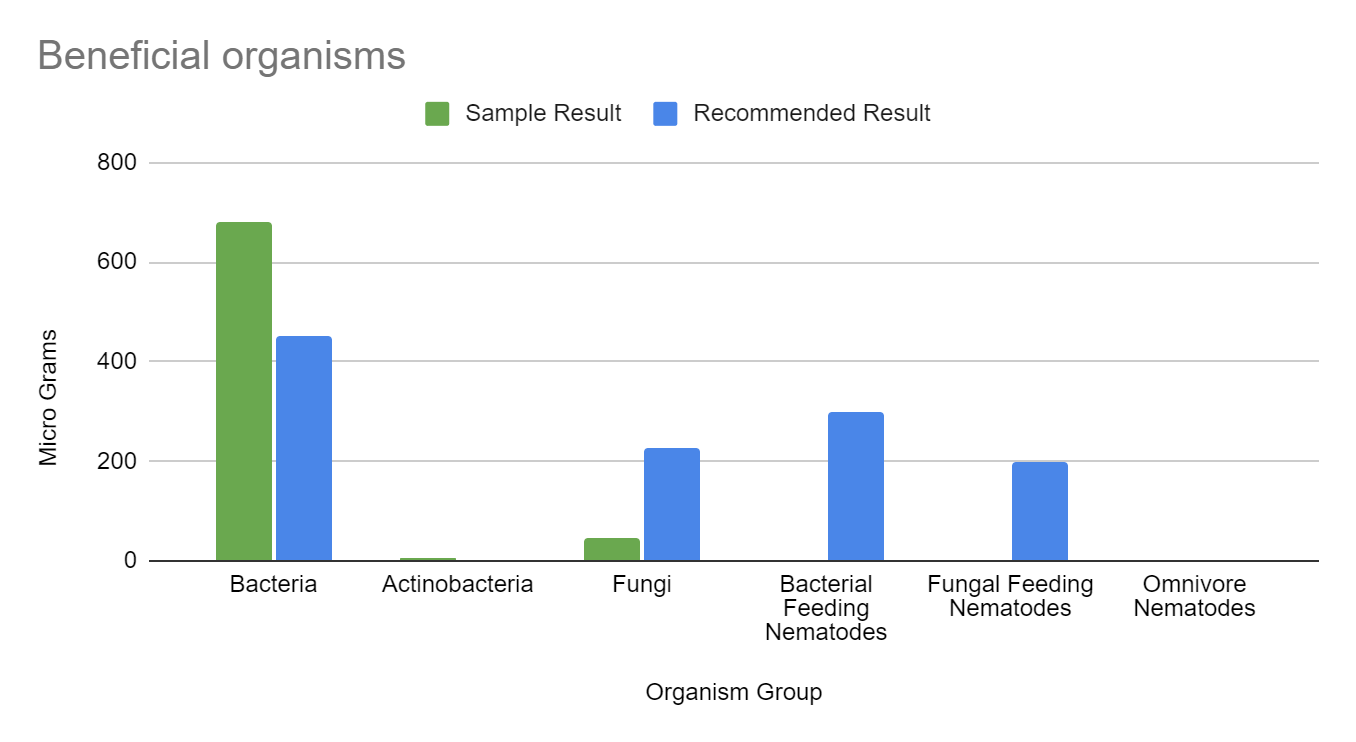 Beneficial organisms
Sample Result
Recommended Result
800
600
400
200
0
Micro Grams
Bacteria
Actinobacteria
Fungi
Bacterial
Feeding
Nematodes
Fungal Feeding
Nematodes
Omnivore
Nematodes
Organism Group